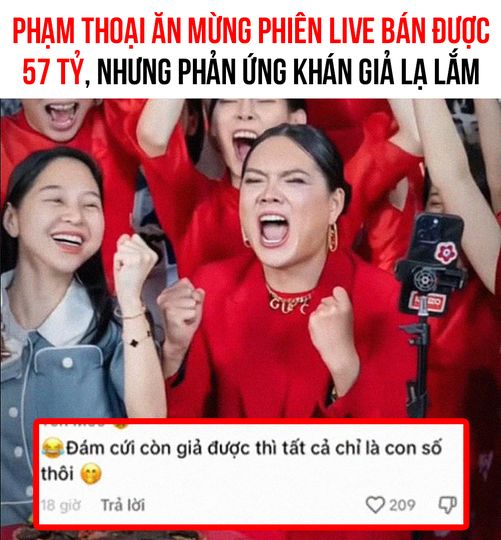 PHẠM THOẠI ĂN MỪNG PHIÊN LIVE BÁN ĐƯỢC
57 TỶ, NHƯNG PHẢN ỨNG KHÁN GIẢ LẠ LẮM
😂Đám cưới còn giả được thì tất cả chỉ là con số
thôi 🤭
18 giờ Trả lời 209